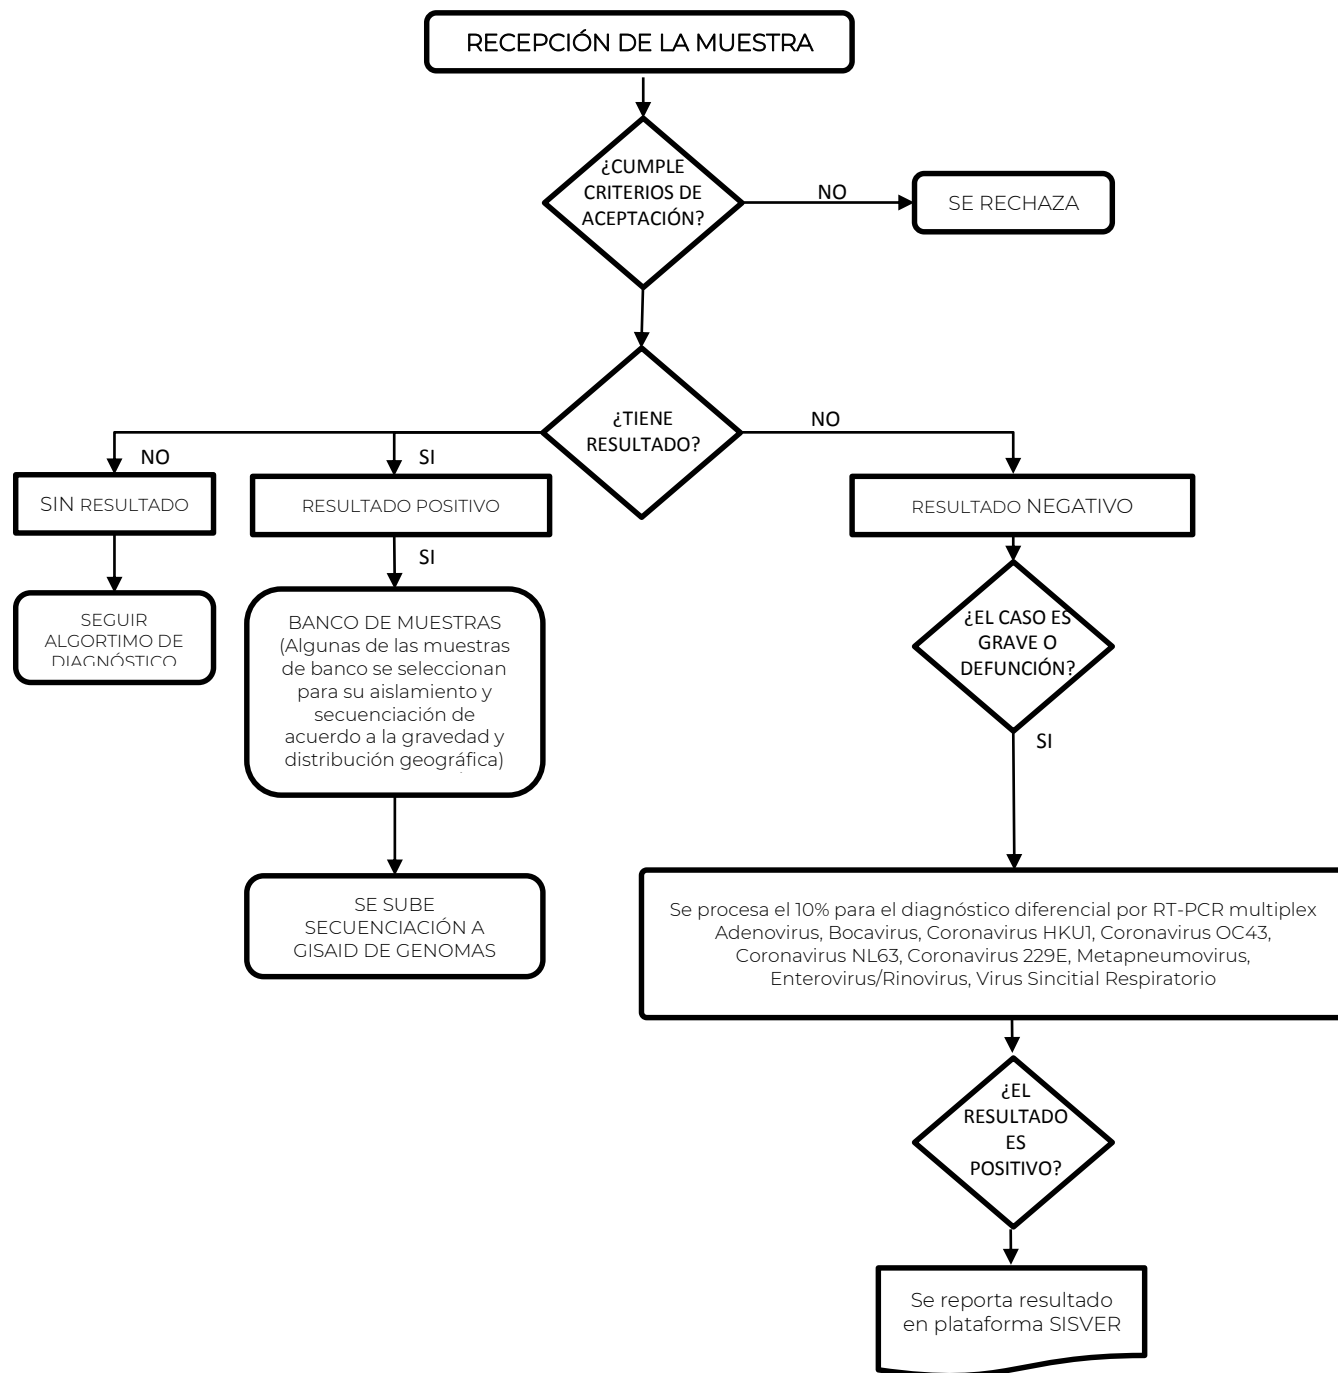 RECEPCIÓN DE LA MUESTRA
¿CUMPLE
CRITERIOS DE
ACEPTACIÓN?
NO
SE RECHAZA
¿TIENE
RESULTADO?
NO
SI
NO
SIN RESULTADO
RESULTADO POSITIVO
RESULTADO NEGATIVO
SI
SEGUIR
ALGORTIMO DE
DIAGNÓSTICO
BANCO DE MUESTRAS
(Algunas de las muestras
de banco se seleccionan
para su aislamiento y
secuenciación de
acuerdo a la gravedad y
distribución geográfica)
¿EL CASO ES
GRAVE O
DEFUNCIÓN?
SI
SE SUBE
SECUENCIACIÓN A
GISAID DE GENOMAS
Se procesa el 10% para el diagnóstico diferencial por RT-PCR multiplex
Adenovirus, Bocavirus, Coronavirus HKU1, Coronavirus OC43,
Coronavirus NL63, Coronavirus 229E, Metapneumovirus,
Enterovirus/Rinovirus, Virus Sincitial Respiratorio
¿EL
RESULTADO
ES
POSITIVO?
Se reporta resultado
en plataforma SISVER